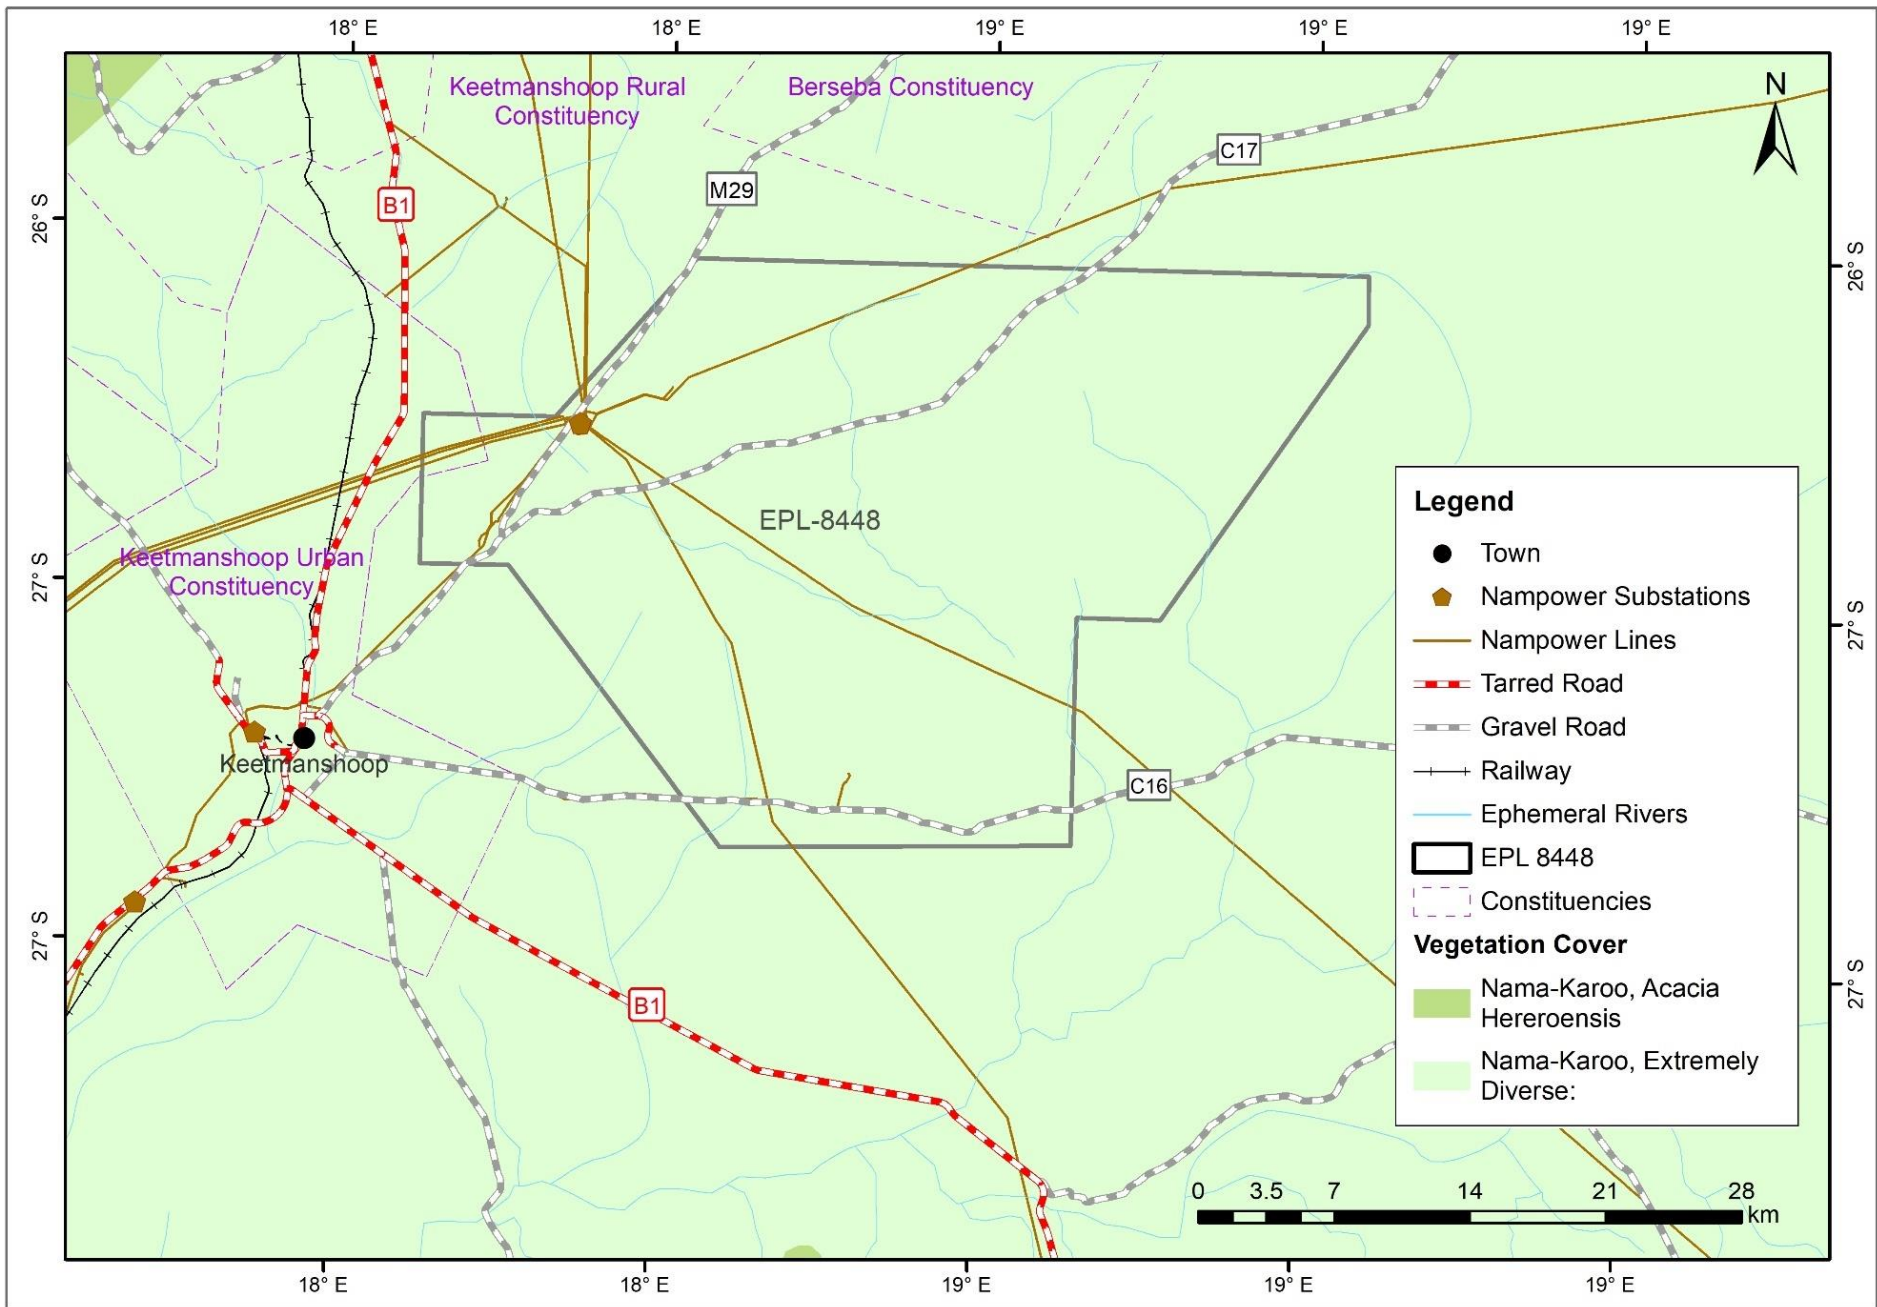 18° E
18° E
19° E
19° E
19° E
Keetmanshoop Rural
Constituency
Berseba Constituency
N
C17
M29
B1
26° S
26° S
EPL-8448
Keetmanshoop Urban
Constituency
27° S
27° S
Keetmanshoop
C16
B1
27° S
27° S
Legend
Town
Nampower Substations
Nampower Lines
Tarred Road
Gravel Road
Railway
Ephemeral Rivers
EPL 8448
Constituencies
Vegetation Cover
Nama-Karoo, Acacia
Hereroensis
Nama-Karoo, Extremely
Diverse:
0 3.5 7 14 21 28
km
18° E
18° E
19° E
19° E
19° E